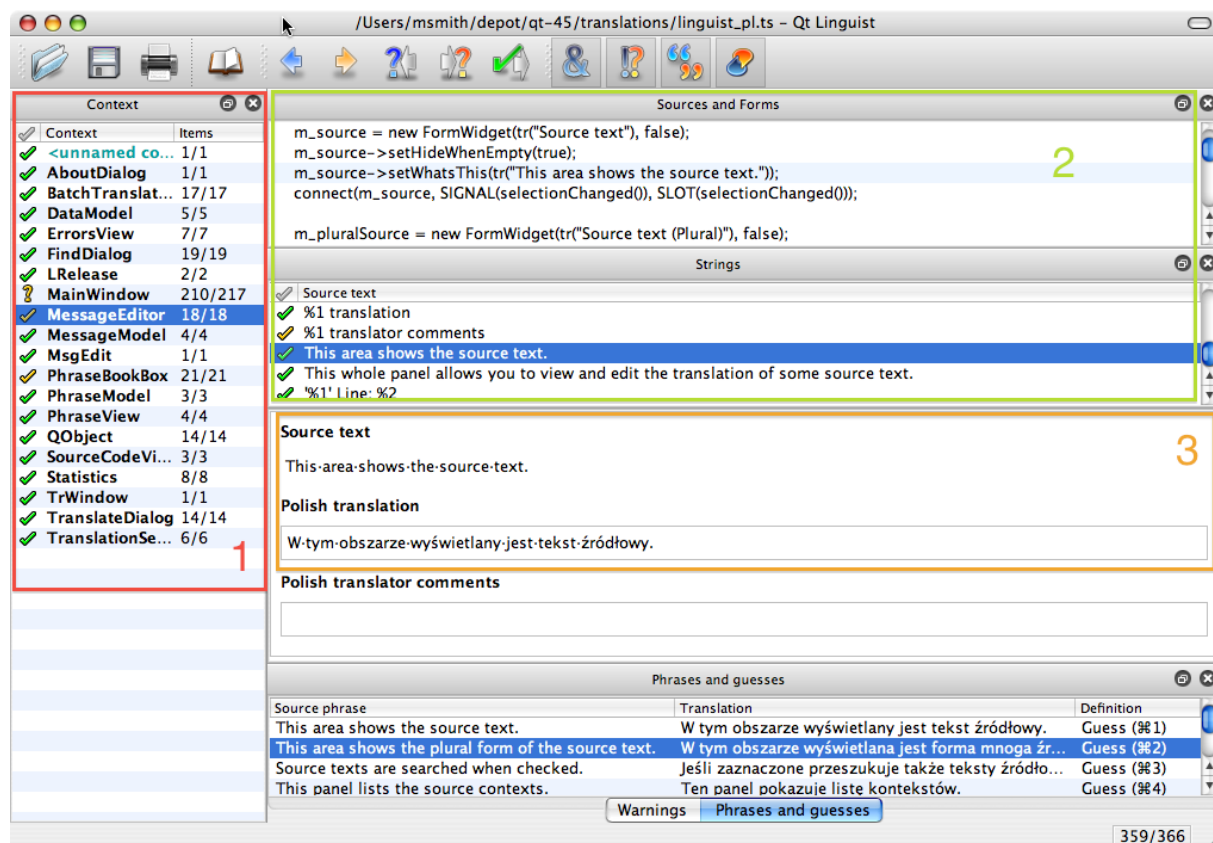 /Users/msmith/depot/qt-45/translations/linguist_pl.ts – Qt Linguist
Context
Context Items
<unnamed co... 1/1
AboutDialog 1/1
BatchTranslat... 17/17
DataModel 5/5
ErrorsView 7/7
FindDialog 19/19
LRelease 2/2
MainWindow 210/217
MessageEditor 18/18
MessageModel 4/4
MsgEdit 1/1
PhraseBookBox 21/21
PhraseModel 3/3
PhraseView 4/4
QObject 14/14
SourceCodeVi... 3/3
Statistics 8/8
TrWindow 1/1
TranslateDialog 14/14
TranslationSe... 6/6
1
Sources and Forms
m_source = new FormWidget(tr("Source text"), false);
m_source->setHideWhenEmpty(true);
m_source->setWhatsThis(tr("This area shows the source text."));
connect(m_source, SIGNAL(selectionChanged()), SLOT(selectionChanged()));
m_pluralSource = new FormWidget(tr("Source text (Plural)"), false);
2
Strings
Source text
%1 translation
%1 translator comments
This area shows the source text.
This whole panel allows you to view and edit the translation of some source text.
'%1' Line: %2
Source text
3
This·area·shows·the·source·text.
Polish translation
W·tym·obszarze·wyświetlany·jest·tekst·źródłowy.
Polish translator comments
Phrases and guesses
Source phrase Translation Definition
This area shows the source text. W tym obszarze wyświetlany jest tekst źródłowy. Guess (⌘1)
This area shows the plural form of the source text. W tym obszarze wyświetlana jest forma mnoga źr... Guess (⌘2)
Source texts are searched when checked. Jeśli zaznaczone przeszukuje także teksty źródło... Guess (⌘3)
This panel lists the source contexts. Ten panel pokazuje listę kontekstów. Guess (⌘4)
Warnings Phrases and guesses
359/366